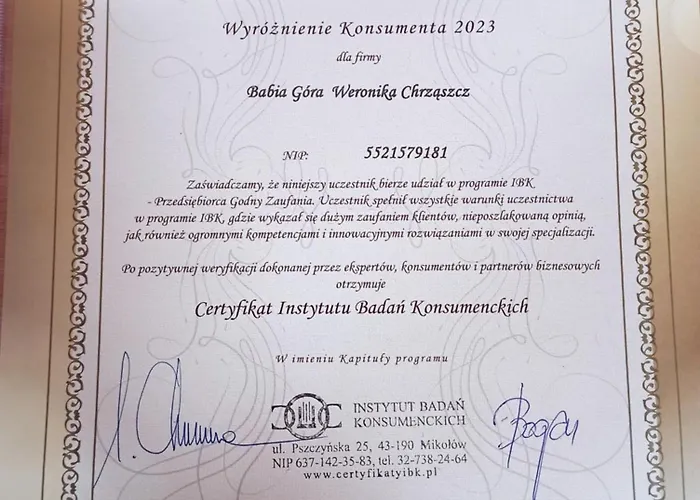 Wyróżnienie Konsumenta 2023
dla firmy
Babia Góra Weronika Chrząszcz
NIP: 5521579181
Zaświadczamy, że niniejszy uczestnik bierze udział w programie IBK
- Przedsiębiorca Godny Zaufania. Uczestnik spełnił wszystkie warunki uczestnictwa
w programie IBK, gdzie wykazał się dużym zaufaniem klientów, nieposzlakowaną opinią,
jak również ogromnymi kompetencjami i innowacyjnymi rozwiązaniami w swojej specjalizacji.
Po pozytywnej weryfikacji dokonanej przez ekspertów, konsumentów i partnerów biznesowych
otrzymuje
Certyfikat Instytutu Badań Konsumenckich
W imieniu Kapituły programu
INSTYTUT BADAŃ
KONSUMENCKICH
ul. Pszczyńska 25, 43-190 Mikołów
NIP 637-142-35-83, tel. 32-738-24-64
www.certyfikatyibk.pl